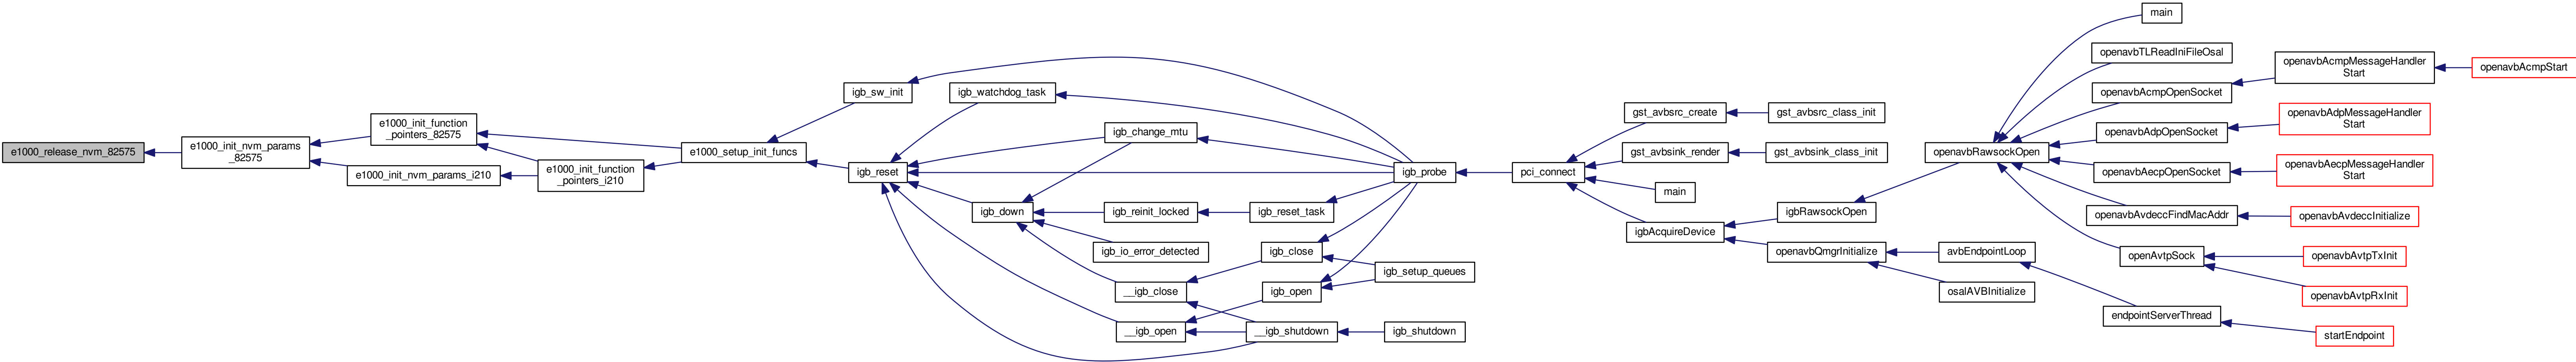 e1000_release_nvm_82575
e1000_init_nvm_params
_82575
e1000_init_function
_pointers_82575
e1000_init_nvm_params_i210
e1000_init_function
_pointers_i210
e1000_setup_init_funcs
igb_sw_init
igb_reset
igb_watchdog_task
igb_change_mtu
igb_down
igb_reinit_locked
igb_io_error_detected
__igb_close
__igb_open
igb_reset_task
igb_close
igb_open
__igb_shutdown
igb_probe
igb_setup_queues
igb_shutdown
pci_connect
gst_avbsrc_create
gst_avbsink_render
main
igbAcquireDevice
gst_avbsrc_class_init
gst_avbsink_class_init
igbRawsockOpen
openavbQmgrInitialize
avbEndpointLoop
osalAVBInitialize
openavbRawsockOpen
main
openavbTLReadIniFileOsal
openavbAcmpOpenSocket
openavbAdpOpenSocket
openavbAecpOpenSocket
openavbAvdeccFindMacAddr
openAvtpSock
endpointServerThread
openavbAcmpMessageHandler
Start
openavbAcmpStart
openavbAdpMessageHandler
Start
openavbAecpMessageHandler
Start
openavbAvdeccInitialize
openavbAvtpTxInit
openavbAvtpRxInit
startEndpoint